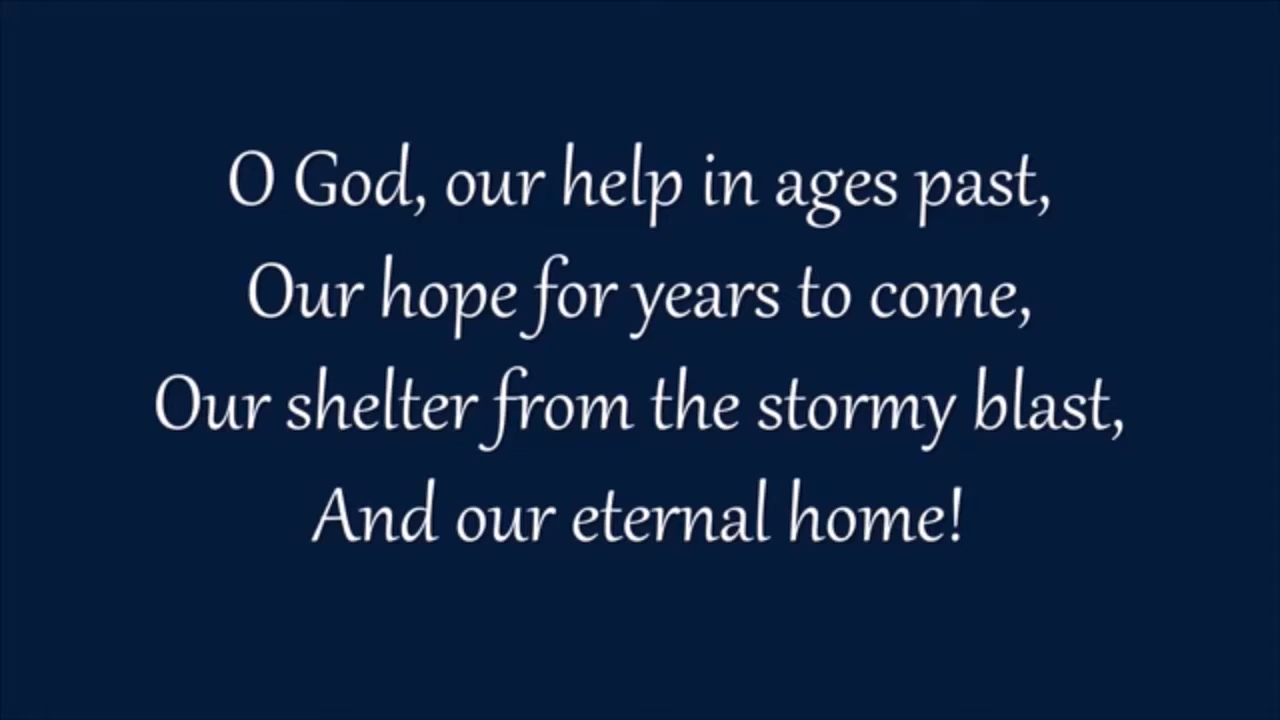 O God, our help in ages past,
Our hope for years to come,
Our shelter from the stormy blast,
And our eternal home!